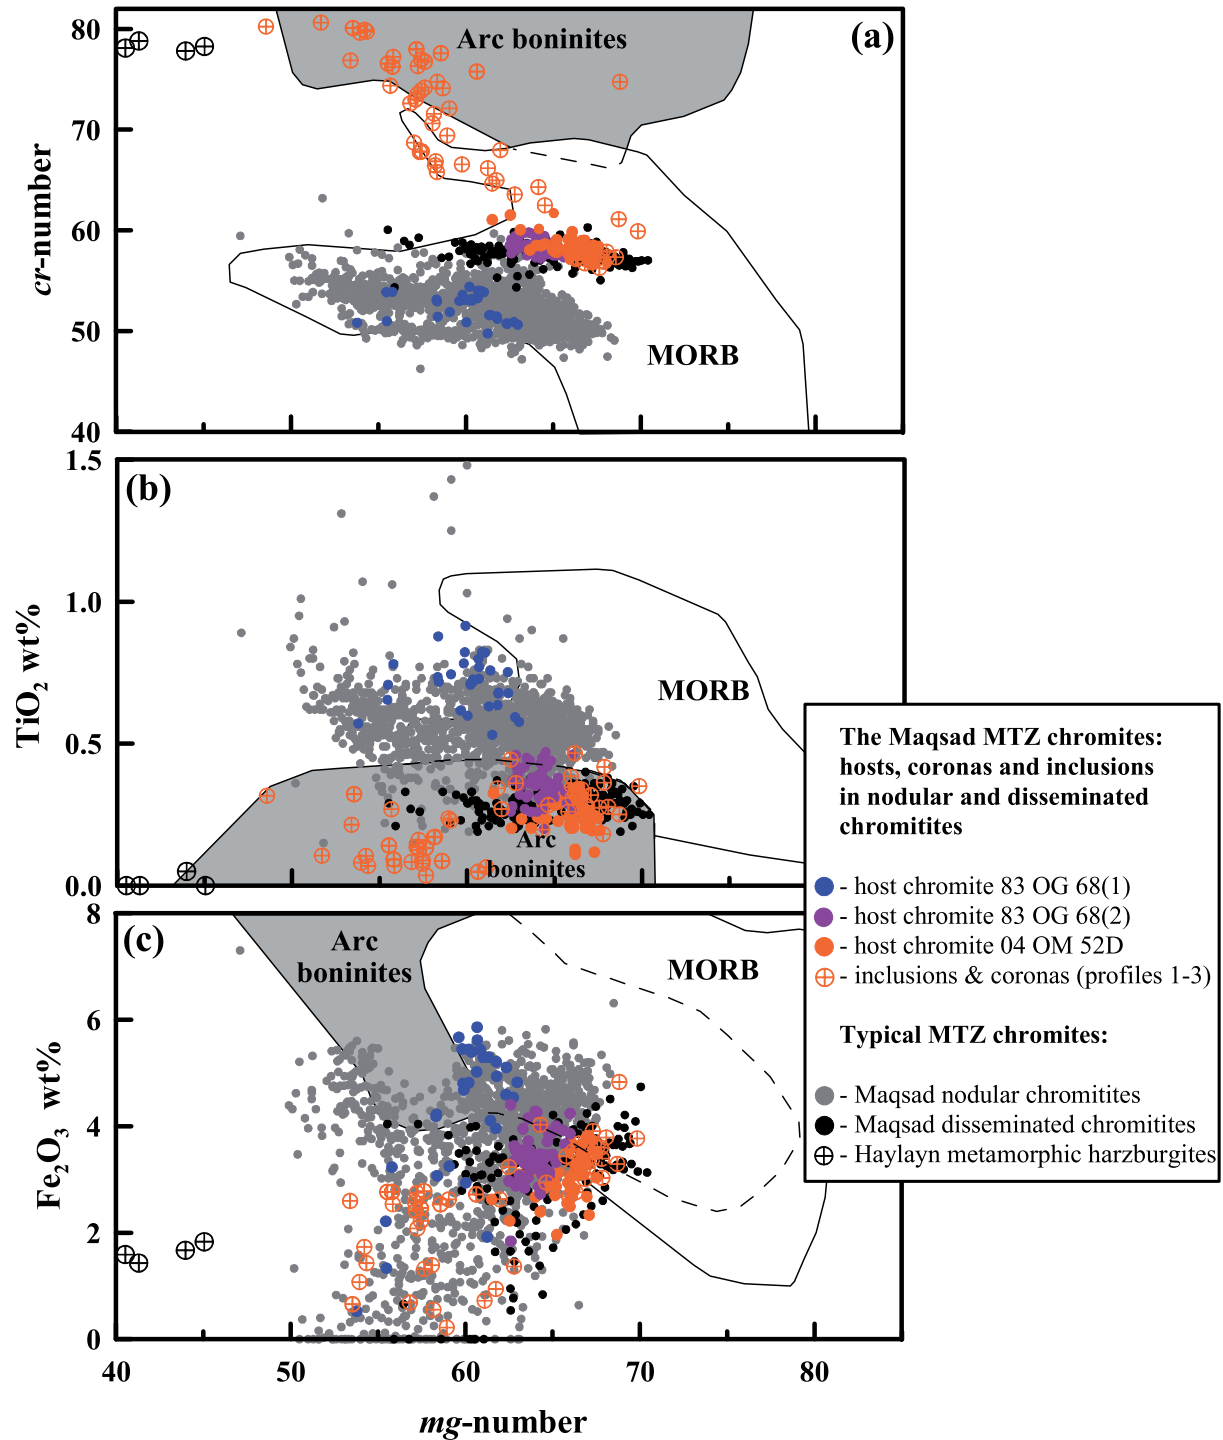 80
70
60
50
40
cr-number
(a)
Arc boninites
MORB
1.5
1.0
0.5
0.0
TiO2 wt%
(b)
MORB
Arc
boninites
8
6
4
2
0
Fe2O3 wt%
(c)
Arc
boninites
MORB
40 50 60 70 80
mg-number
The Maqsad MTZ chromites:
hosts, coronas and inclusions
in nodular and disseminated
chromitites
- host chromite 83 OG 68(1)
- host chromite 83 OG 68(2)
- host chromite 04 OM 52D
- inclusions & coronas (profiles 1-3)
Typical MTZ chromites:
- Maqsad nodular chromitites
- Maqsad disseminated chromitites
- Haylayn metamorphic harzburgites